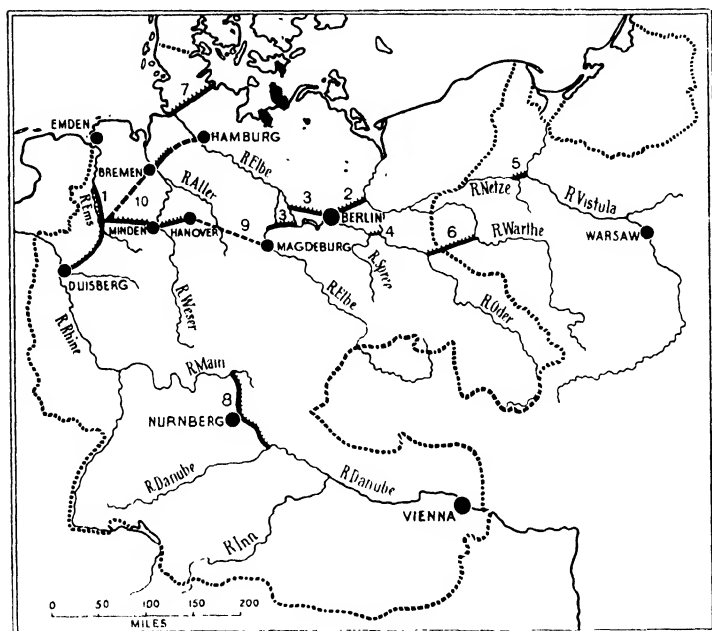 7
EMDEN
HAMBURG
BREMEN
R.Elbe
R.Aller
1
R.Ems
10
3
2
BERLIN
5
R.Netze
R.Vistula
MINDEN
HANOVER
9
3
MAGDEBURG
4
6
R.Warthe
WARSAW
DUISBERG
R.Weser
R.Elbe
R.Spree
R.Oder
R.Rhine
R.Main
8
NURNBERG
R.Danube
R.Danube
VIENNA
R.Inn
0 50 100 150 200
MILES